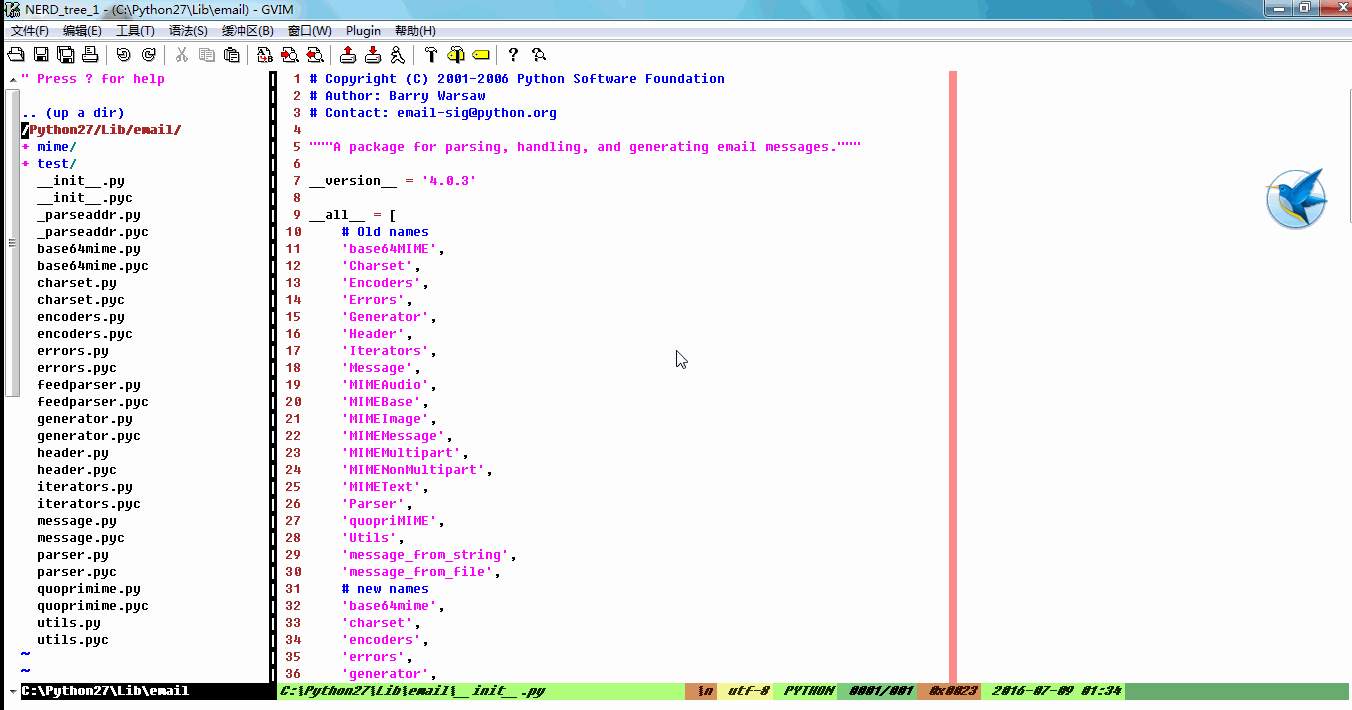 NERD_tree_1 - (C:\Python27\Lib\email) - GVIM
文件(F) 编辑(E) 工具(T) 语法(S) 缓冲区(B) 窗口(W) Plugin 帮助(H)
" Press ? for help
.. (up a dir)
/Python27/Lib/email/
+ mime/
+ test/
__init__.py
__init__.pyc
_parseaddr.py
_parseaddr.pyc
base64mime.py
base64mime.pyc
charset.py
charset.pyc
encoders.py
encoders.pyc
errors.py
errors.pyc
feedparser.py
feedparser.pyc
generator.py
generator.pyc
header.py
header.pyc
iterators.py
iterators.pyc
message.py
message.pyc
parser.py
parser.pyc
quoprimime.py
quoprimime.pyc
utils.py
utils.pyc
~
~
C:\Python27\Lib\email
1 # Copyright (C) 2001-2006 Python Software Foundation
2 # Author: Barry Warsaw
3 # Contact: email-sig@python.org
4
5 """A package for parsing, handling, and generating email messages."""
6
7 __version__ = '4.0.3'
8
9 __all__ = [
10 # Old names
11 'base64MIME',
12 'Charset',
13 'Encoders',
14 'Errors',
15 'Generator',
16 'Header',
17 'Iterators',
18 'Message',
19 'MIMEAudio',
20 'MIMEBase',
21 'MIMEImage',
22 'MIMEMessage',
23 'MIMEMultipart',
24 'MIMENonMultipart',
25 'MIMEText',
26 'Parser',
27 'quopriMIME',
28 'Utils',
29 'message_from_string',
30 'message_from_file',
31 # new names
32 'base64mime',
33 'charset',
34 'encoders',
35 'errors',
36 'generator',
C:\Python27\Lib\email\__init__.py \n utf-8 PYTHON 0001/001 0x0023 2016-07-09 01:34